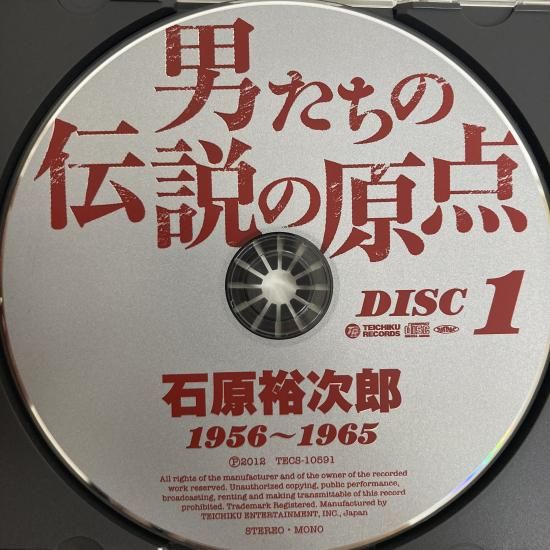 男たちの
伝説の原点
DISC 1
TEICHIKU
RECORDS
石原裕次郎
1956〜1965
Ⓟ2012 TECS-10591
All rights of the manufacturer and of the owner of the recorded
work reserved. Unauthorized copying, public performance,
broadcasting, renting and making transmittable of this record
prohibited. Trademark Registered. Manufactured by
TEICHIKU ENTERTAINMENT, INC., Japan
STEREO・MONO